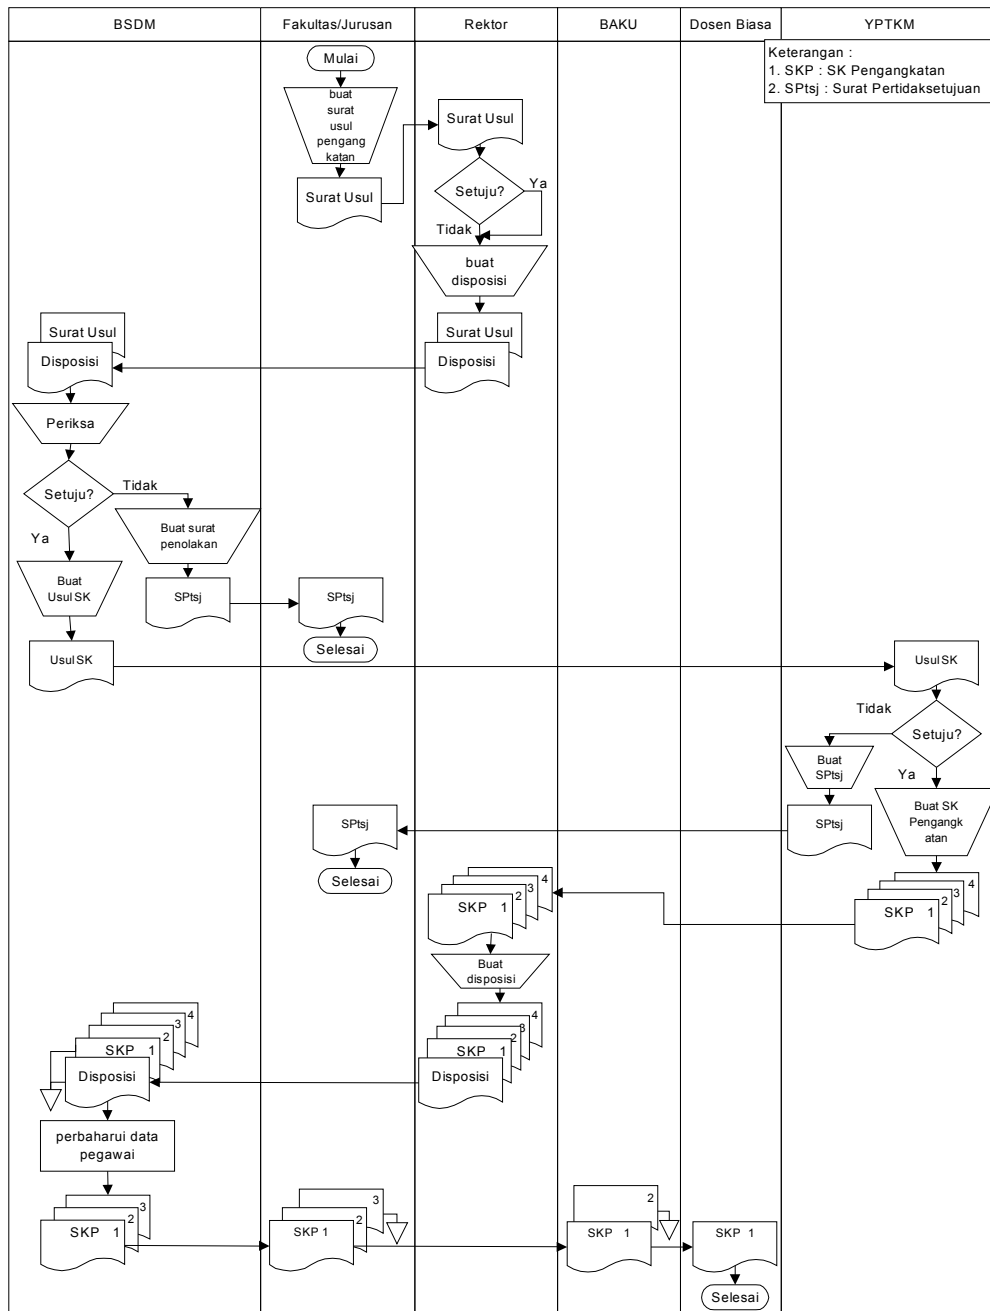 BSDM
Fakultas/Jurusan
Rektor
BAKU
Dosen Biasa
YPTKM
Keterangan :
1. SKP : SK Pengangkatan
2. SPtsj : Surat Pertidaksetujuan
Mulai
buat
surat
usul
pengang
katan
Surat Usul
Surat Usul
Setuju?
Ya
Tidak
buat
disposisi
Surat Usul
Disposisi
Surat Usul
Disposisi
Periksa
Setuju?
Tidak
Ya
Buat surat
penolakan
Buat
Usul SK
SPtsj
SPtsj
Selesai
Usul SK
Usul SK
Tidak
Setuju?
Buat
SPtsj
Ya
Buat SK
Pengangk
atan
SPtsj
SPtsj
Selesai
4
3
2
SKP 1
4
3
2
SKP 1
Buat
disposisi
4
3
2
SKP 1
Disposisi
4
3
2
SKP 1
Disposisi
perbaharui data
pegawai
3
2
SKP 1
3
2
SKP 1
2
SKP 1
SKP 1
Selesai